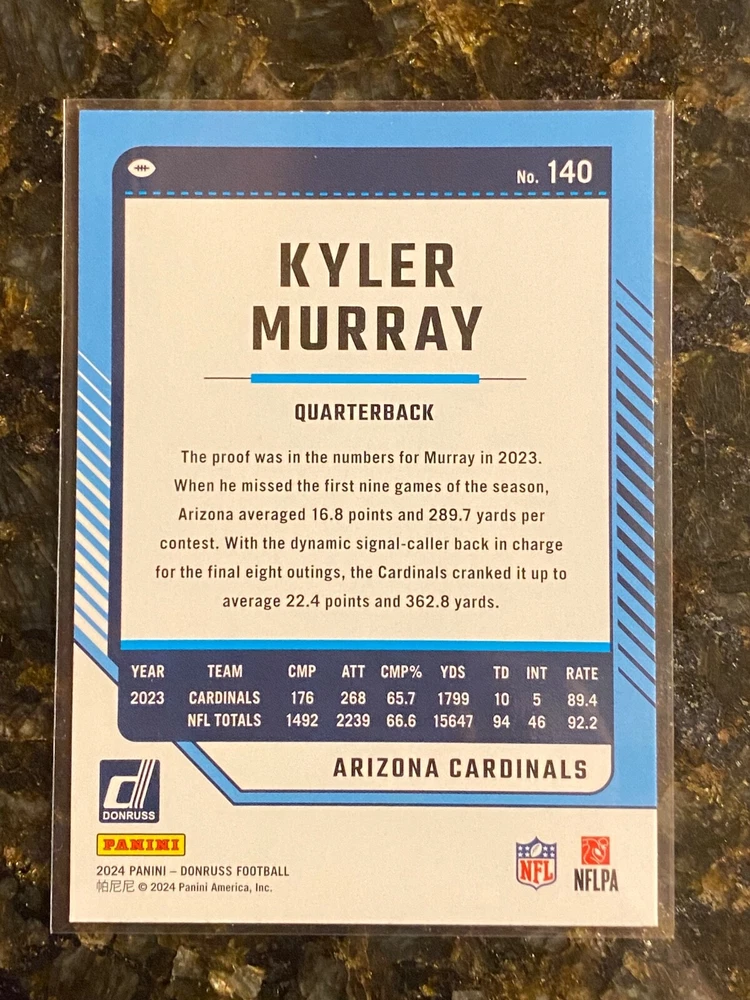 No. 140
KYLER
MURRAY
QUARTERBACK
The proof was in the numbers for Murray in 2023.
When he missed the first nine games of the season,
Arizona averaged 16.8 points and 289.7 yards per
contest. With the dynamic signal-caller back in charge
for the final eight outings, the Cardinals cranked it up to
average 22.4 points and 362.8 yards.
YEAR TEAM CMP ATT CMP% YDS TD INT RATE
2023 CARDINALS 176 268 65.7 1799 10 5 89.4
NFL TOTALS 1492 2239 66.6 15647 94 46 92.2
ARIZONA CARDINALS
d
DONRUSS
PANINI
2024 PANINI – DONRUSS FOOTBALL
帕尼尼 © 2024 Panini America, Inc.
NFL
NFLPA